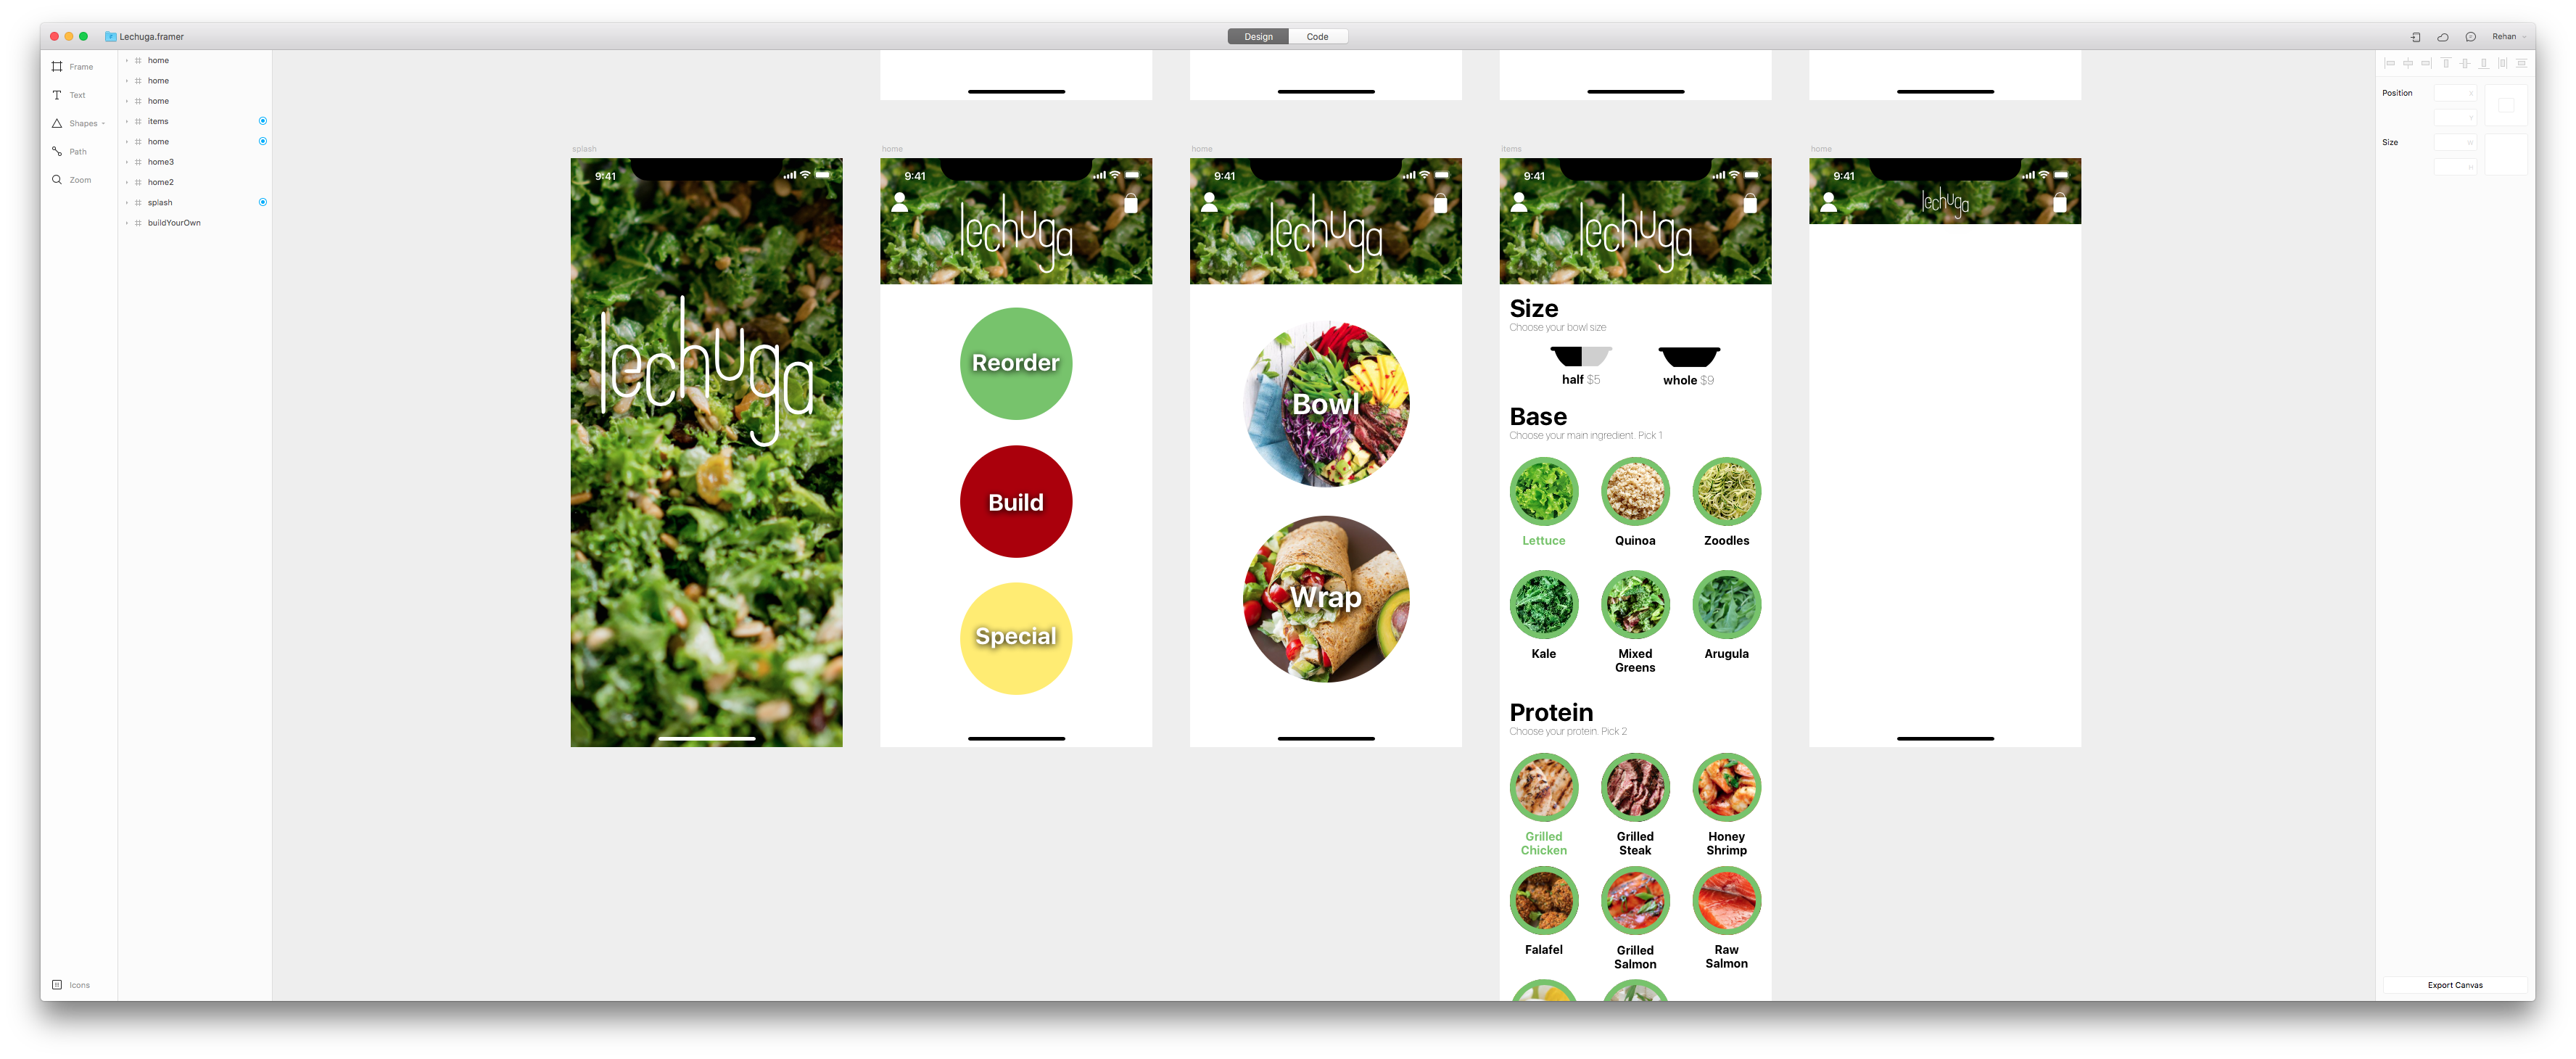 Lechuga.framer
Design
Code
Rehan
Frame
Text
Shapes
Path
Zoom
Icons
home
home
home
items
home
home3
home2
splash
buildYourOwn
splash
9:41
lechuga
home
9:41
lechuga
Reorder
Build
Special
home
9:41
lechuga
Bowl
Wrap
items
9:41
lechuga
Size
Choose your bowl size
half $5
whole $9
Base
Choose your main ingredient. Pick 1
Lettuce
Quinoa
Zoodles
Kale
Mixed
Greens
Arugula
Protein
Choose your protein. Pick 2
Grilled
Chicken
Grilled
Steak
Honey
Shrimp
Falafel
Grilled
Salmon
Raw
Salmon
home
9:41
lechuga
Position
X
Y
Size
W
H
Export Canvas